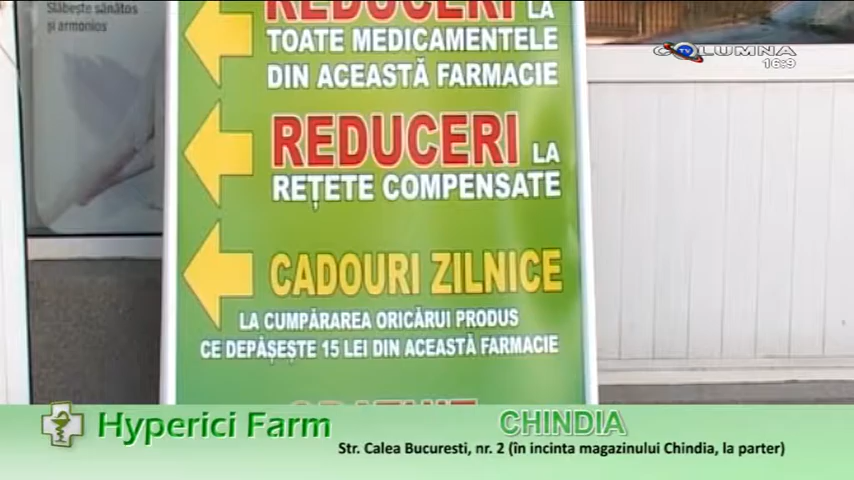 Slăbește sănătos
și armonios
REDUCERI LA
TOATE MEDICAMENTELE
DIN ACEASTĂ FARMACIE
REDUCERI LA
REȚETE COMPENSATE
CADOURI ZILNICE
LA CUMPĂRAREA ORICĂRUI PRODUS
CE DEPĂȘEȘTE 15 LEI DIN ACEASTĂ FARMACIE
COLUMNA
TV
16:9
Hyperici Farm
CHINDIA
Str. Calea Bucuresti, nr. 2 (în incinta magazinului Chindia, la parter)